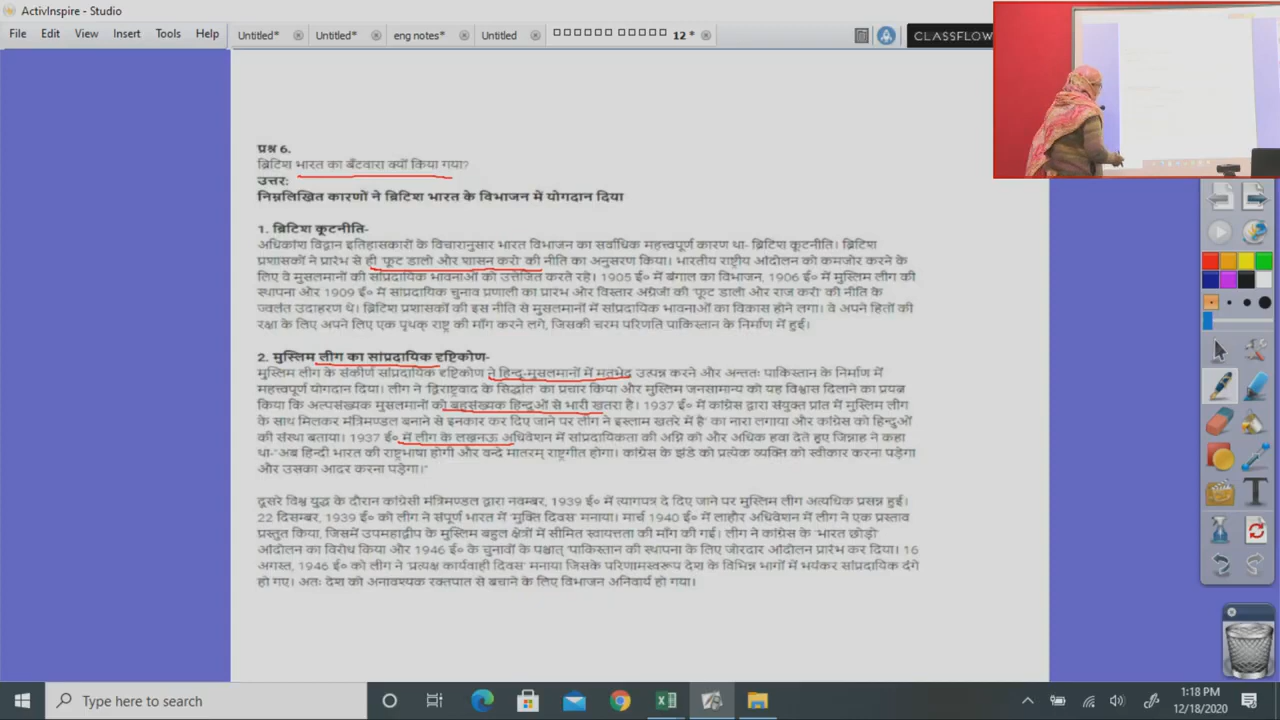 ActivInspire - Studio
File Edit View Insert Tools Help
Untitled* Untitled* eng notes* Untitled 12 *
CLASSFLOW
प्रश्न 6.
ब्रिटिश भारत का बँटवारा क्यों किया गया?
उत्तर:
निम्नलिखित कारणों ने ब्रिटिश भारत के विभाजन में योगदान दिया
1. ब्रिटिश कूटनीति-
अधिकांश विद्वान इतिहासकारों के विचारानुसार भारत विभाजन का सर्वाधिक महत्त्वपूर्ण कारण था- ब्रिटिश कूटनीति। ब्रिटिश
प्रशासकों ने प्रारंभ से ही 'फूट डालो और शासन करो' की नीति का अनुसरण किया। भारतीय राष्ट्रीय आंदोलन को कमजोर करने के
लिए वे मुसलमानों की सांप्रदायिक भावनाओं को उत्तेजित करते रहे। 1905 ई० में बंगाल का विभाजन, 1906 ई० में मुस्लिम लीग की
स्थापना और 1909 ई० में सांप्रदायिक चुनाव प्रणाली का प्रारंभ और विस्तार अंग्रेजों की 'फूट डालो और राज करो' की नीति के
ज्वलंत उदाहरण थे। ब्रिटिश प्रशासकों की इस नीति से मुसलमानों में सांप्रदायिक भावनाओं का विकास होने लगा। वे अपने हितों की
रक्षा के लिए अपने लिए एक पृथक् राष्ट्र की माँग करने लगे, जिसकी चरम परिणति पाकिस्तान के निर्माण में हुई।
2. मुस्लिम लीग का सांप्रदायिक दृष्टिकोण-
मुस्लिम लीग के संकीर्ण सांप्रदायिक दृष्टिकोण ने हिन्दू-मुसलमानों में मतभेद उत्पन्न करने और अन्ततः पाकिस्तान के निर्माण में
महत्त्वपूर्ण योगदान दिया। लीग ने 'द्विराष्ट्रवाद के सिद्धांत' का प्रचार किया और मुस्लिम जनसामान्य को यह विश्वास दिलाने का प्रयत्न
किया कि अल्पसंख्यक मुसलमानों को बहुसंख्यक हिन्दुओं से भारी खतरा है। 1937 ई० में कांग्रेस द्वारा संयुक्त प्रांत में मुस्लिम लीग
के साथ मिलकर मंत्रिमण्डल बनाने से इनकार कर दिए जाने पर लीग ने इस्लाम खतरे में है' का नारा लगाया और कांग्रेस को हिन्दुओं
की संस्था बताया। 1937 ई० में लीग के लखनऊ अधिवेशन में सांप्रदायिकता की अग्नि को और अधिक हवा देते हुए जिन्नाह ने कहा
था-"अब हिन्दी भारत की राष्ट्रभाषा होगी और वन्दे मातरम् राष्ट्रगीत होगा। कांग्रेस के झंडे को प्रत्येक व्यक्ति को स्वीकार करना पड़ेगा
और उसका आदर करना पड़ेगा।"
दूसरे विश्व युद्ध के दौरान कांग्रेसी मंत्रिमण्डल द्वारा नवम्बर, 1939 ई० में त्यागपत्र दे दिए जाने पर मुस्लिम लीग अत्यधिक प्रसन्न हुई।
22 दिसम्बर, 1939 ई० को लीग ने संपूर्ण भारत में 'मुक्ति दिवस' मनाया। मार्च 1940 ई० में लाहौर अधिवेशन में लीग ने एक प्रस्ताव
प्रस्तुत किया, जिसमें उपमहाद्वीप के मुस्लिम बहुल क्षेत्रों में सीमित स्वायत्तता की माँग की गई। लीग ने कांग्रेस के 'भारत छोड़ो'
आंदोलन का विरोध किया और 1946 ई० के चुनावों के पश्चात् 'पाकिस्तान की स्थापना के लिए जोरदार आंदोलन प्रारंभ कर दिया। 16
अगस्त, 1946 ई० को लीग ने 'प्रत्यक्ष कार्यवाही दिवस' मनाया जिसके परिणामस्वरूप देश के विभिन्न भागों में भयंकर सांप्रदायिक दंगे
हो गए। अतः देश को अनावश्यक रक्तपात से बचाने के लिए विभाजन अनिवार्य हो गया।
Type here to search
1:18 PM
12/18/2020